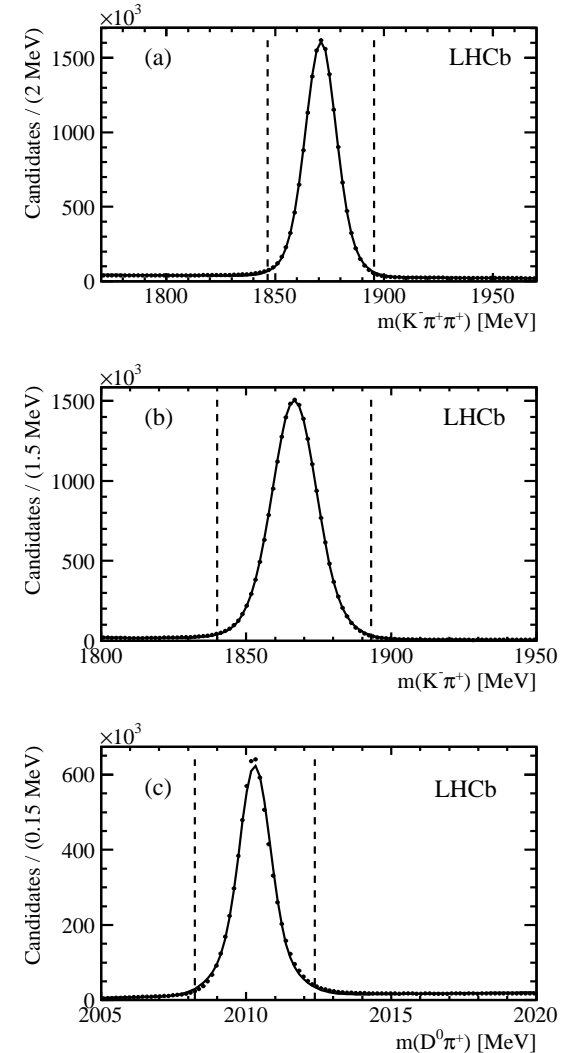 ×10³
Candidates / (2 MeV)
1500
1000
500
0
(a)
LHCb
1800 1850 1900 1950
m(K⁻π⁺π⁺) [MeV]
×10³
Candidates / (1.5 MeV)
1500
1000
500
0
(b)
LHCb
1800 1850 1900 1950
m(K⁻π⁺) [MeV]
×10³
Candidates / (0.15 MeV)
600
400
200
0
(c)
LHCb
2005 2010 2015 2020
m(D⁰π⁺) [MeV]